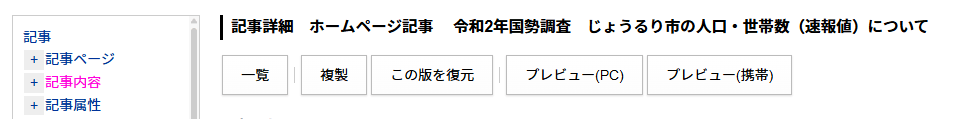 記事
+ 記事ページ
+ 記事内容
+ 記事属性
記事詳細　ホームページ記事　令和2年国勢調査　じょうるり市の人口・世帯数（速報値）について
一覧 複製 この版を復元 プレビュー(PC) プレビュー(携帯)